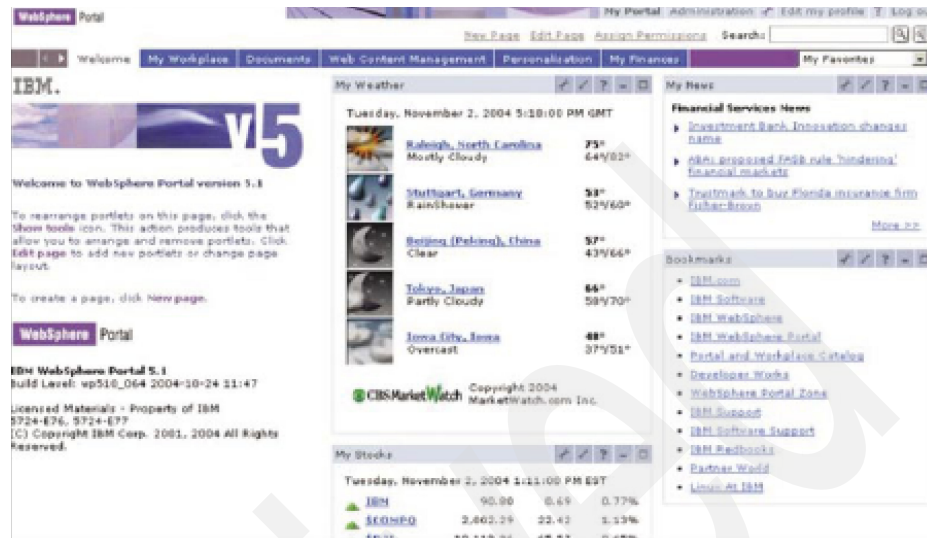 WebSphere Portal
My Portal Administration Edit my profile ? Log ou
New Page Edit Page Assign Permissions Search:
Welcome My Workplace Documents Web Content Management Personalization My Finances My Favorites
IBM.
v5
Welcome to WebSphere Portal version 5.1
To rearrange portlets on this page, click the
Show tools icon. This action produces tools that
allow you to arrange and remove portlets. Click
Edit page to add new portlets or change page
layout.
To create a page, click New page.
WebSphere Portal
IBM WebSphere Portal 5.1
Build Level: wp510_064 2004-10-24 11:47
Licensed Materials - Property of IBM
5724-E76, 5724-E77
(C) Copyright IBM Corp. 2001, 2004 All Rights
Reserved.
My Weather
Tuesday, November 2, 2004 5:18:00 PM GMT
Raleigh, North Carolina 75°
Mostly Cloudy 64°/82°
Stuttgart, Germany 53°
RainShower 52°/60°
Beijing (Peking), China 57°
Clear 43°/66°
Tokyo, Japan 66°
Partly Cloudy 58°/70°
Iowa City, Iowa 48°
Overcast 37°/51°
CBS MarketWatch Copyright 2004
MarketWatch.com Inc.
My Stocks
Tuesday, November 2, 2004 1:11:00 PM EST
IBM 90.80 0.69 0.77%
$COMPQ 2,002.29 22.42 1.13%
My News
Financial Services News
Investment Bank Innovation changes
name
ABA: proposed FASB rule 'hindering'
financial markets
Trustmark to buy Florida insurance firm
Fisher-Brown
More >>
Bookmarks
IBM.com
IBM Software
IBM WebSphere
IBM WebSphere Portal
Portal and Workplace Catalog
Developer Works
WebSphere Portal Zone
IBM Support
IBM Software Support
IBM Redbooks
Partner World
Linux At IBM